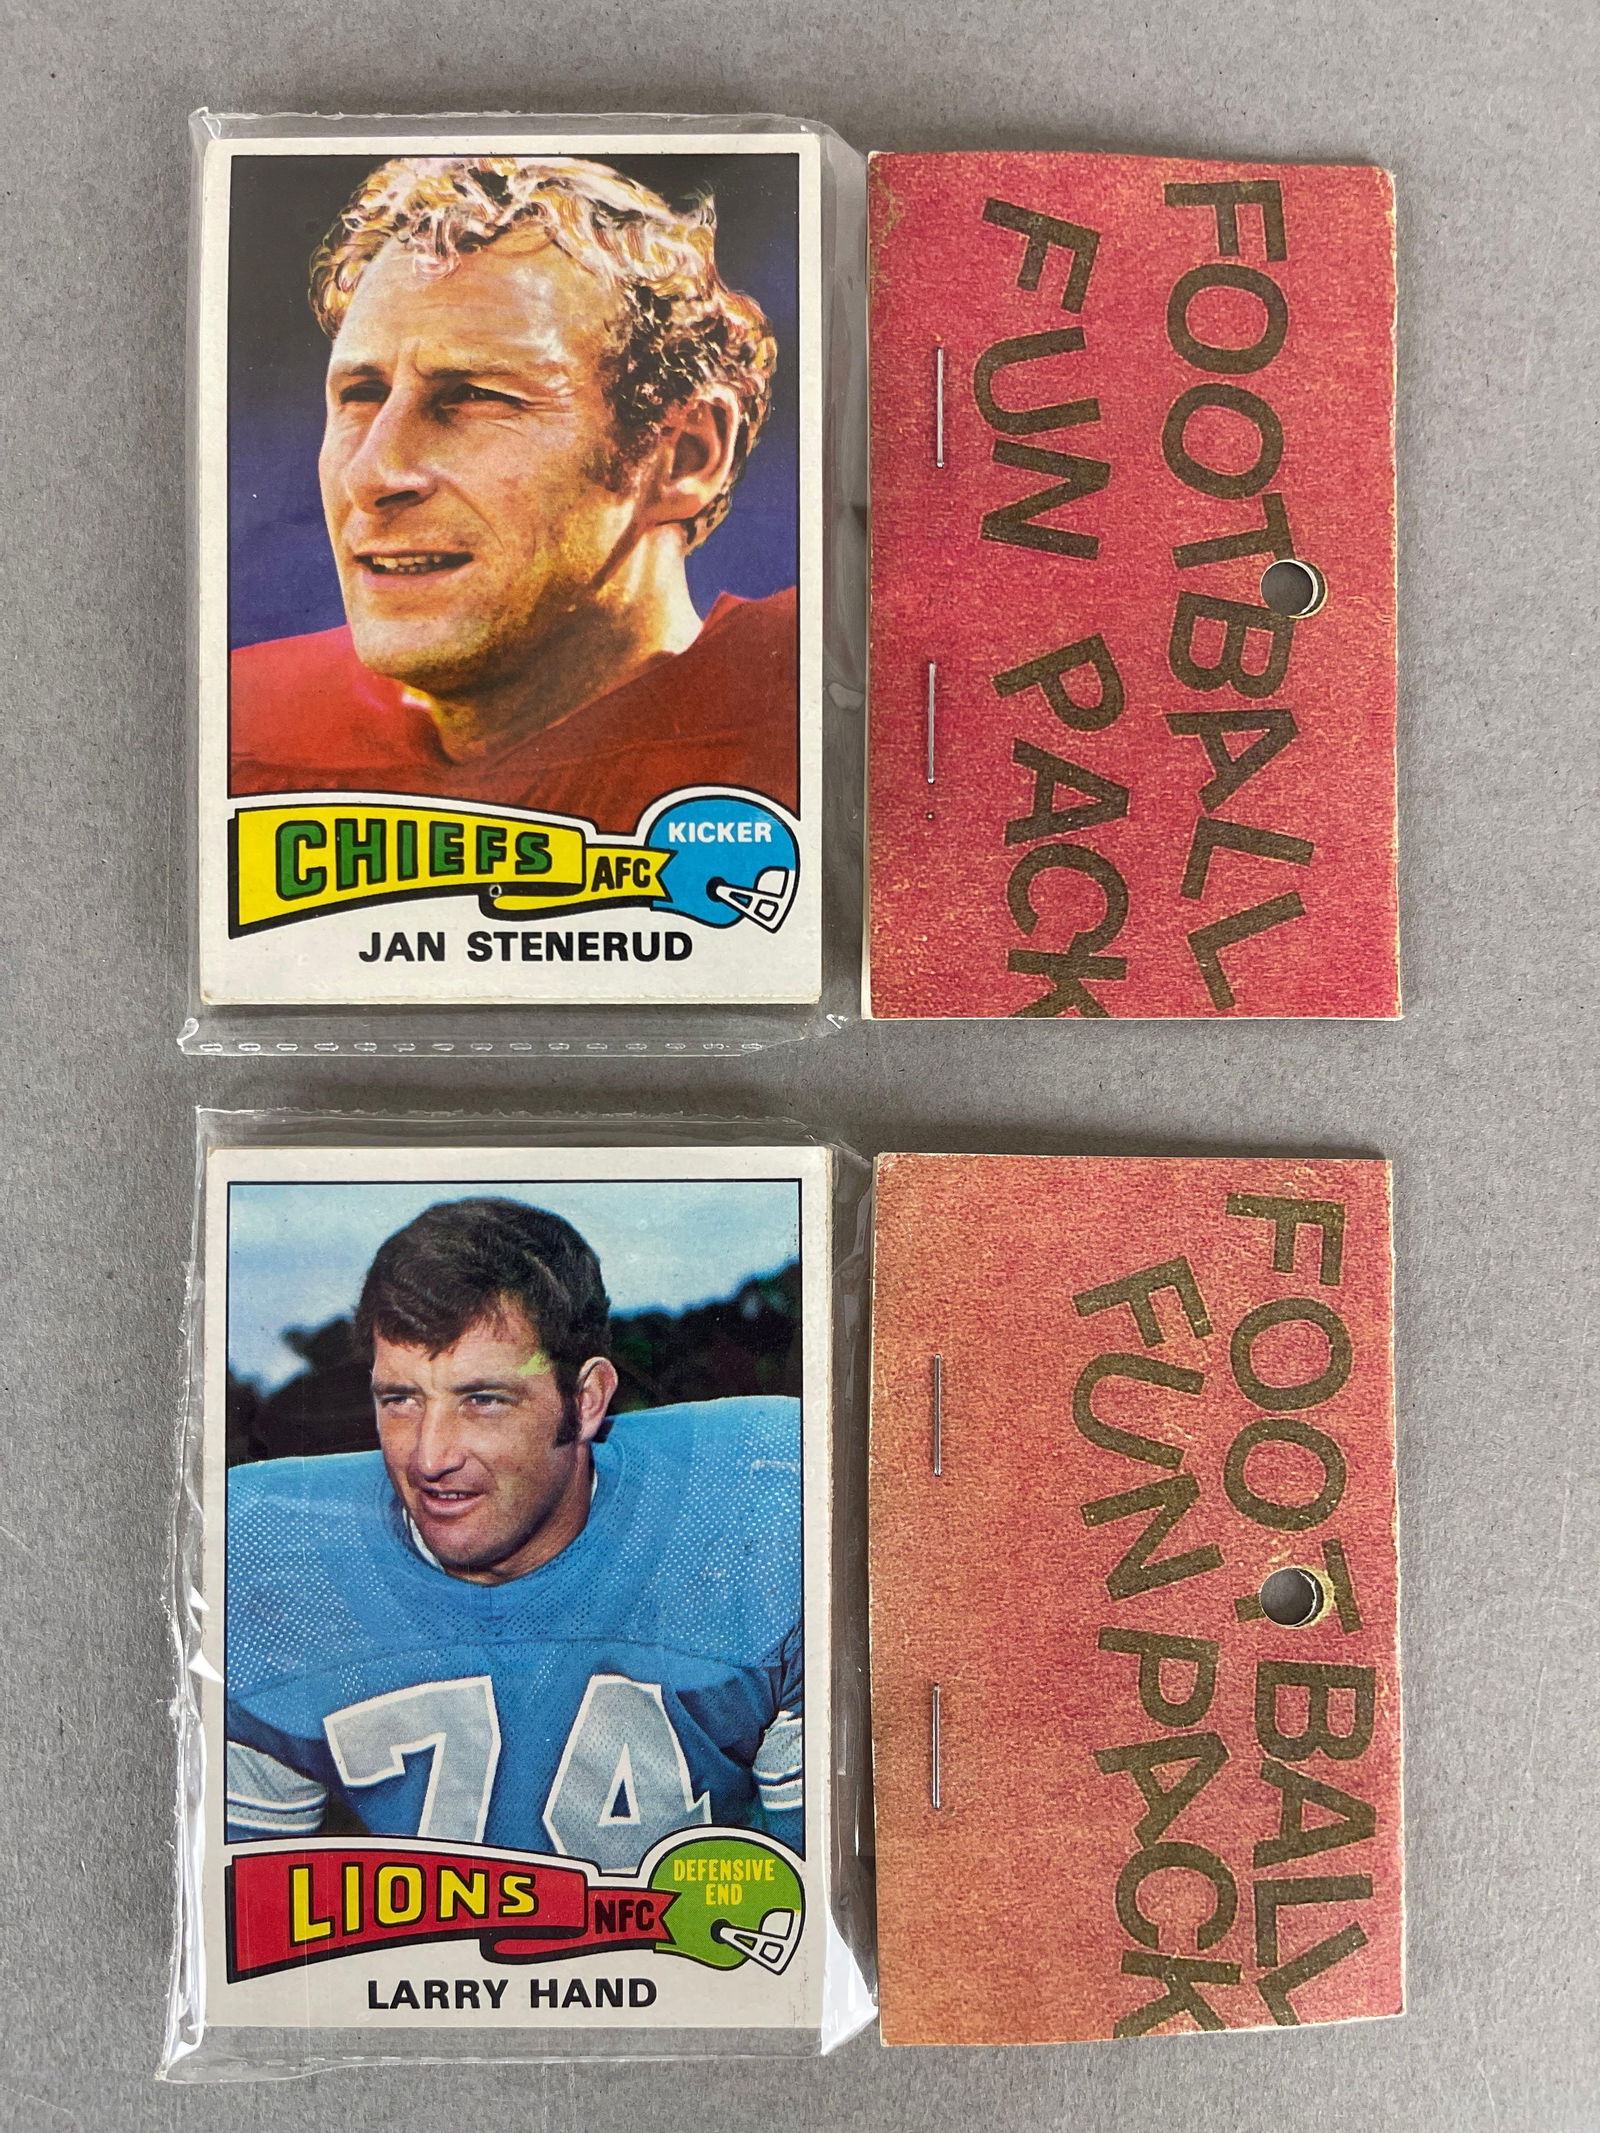 CHIEFS
AFC
KICKER
JAN STENERUD
FOOTBALL
FUN PACK
74
LIONS
NFC
DEFENSIVE
END
LARRY HAND
FOOTBALL
FUN PACK